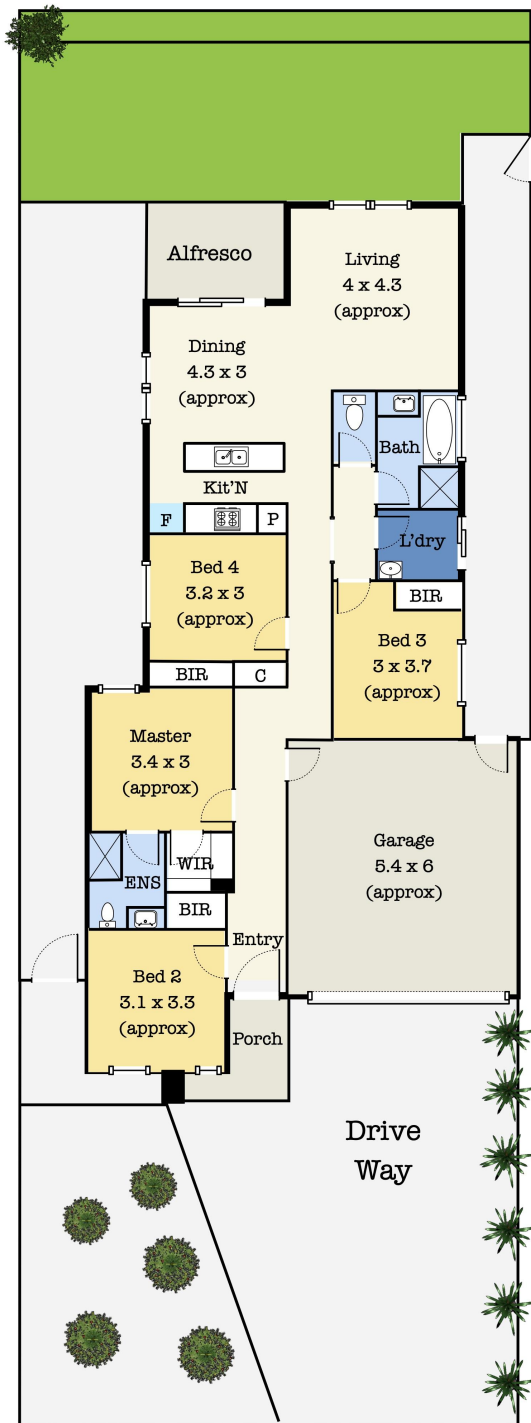 Alfresco
Living
4 x 4.3
(approx)
Dining
4.3 x 3
(approx)
Bath
Kit'N
F
P
L'dry
Bed 4
3.2 x 3
(approx)
BIR
Bed 3
3 x 3.7
(approx)
BIR
C
Master
3.4 x 3
(approx)
Garage
5.4 x 6
(approx)
WIR
ENS
BIR
Entry
Bed 2
3.1 x 3.3
(approx)
Porch
Drive
Way